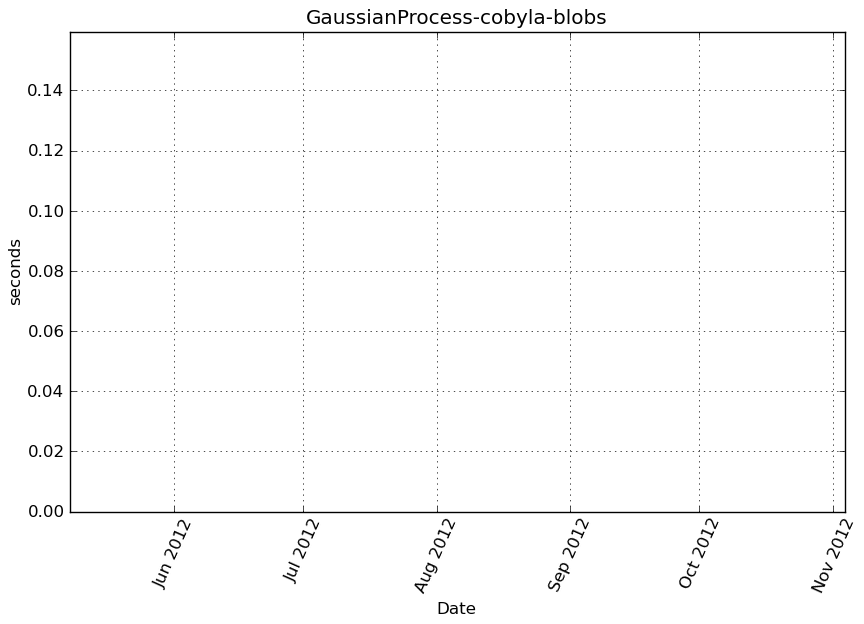 GaussianProcess-cobyla-blobs
seconds
0.14
0.12
0.10
0.08
0.06
0.04
0.02
0.00
Jun 2012
Jul 2012
Aug 2012
Sep 2012
Oct 2012
Nov 2012
Date